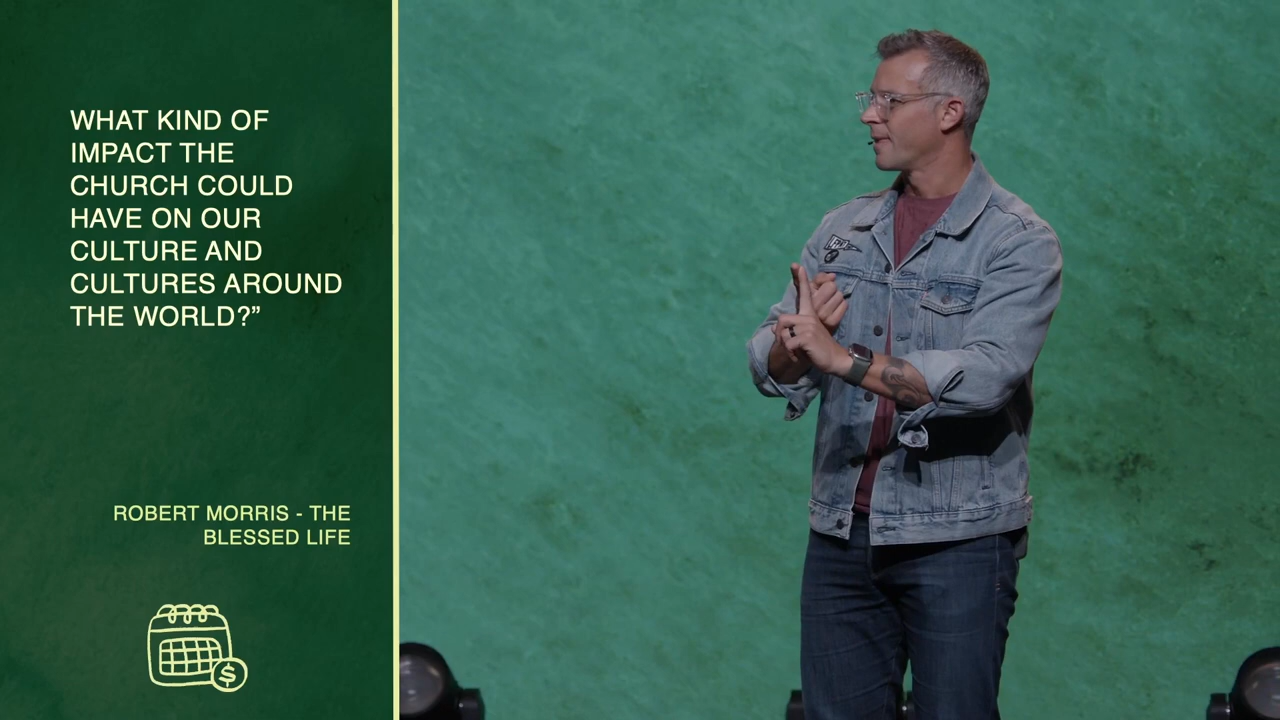 WHAT KIND OF
IMPACT THE
CHURCH COULD
HAVE ON OUR
CULTURE AND
CULTURES AROUND
THE WORLD?”
ROBERT MORRIS - THE
BLESSED LIFE
$